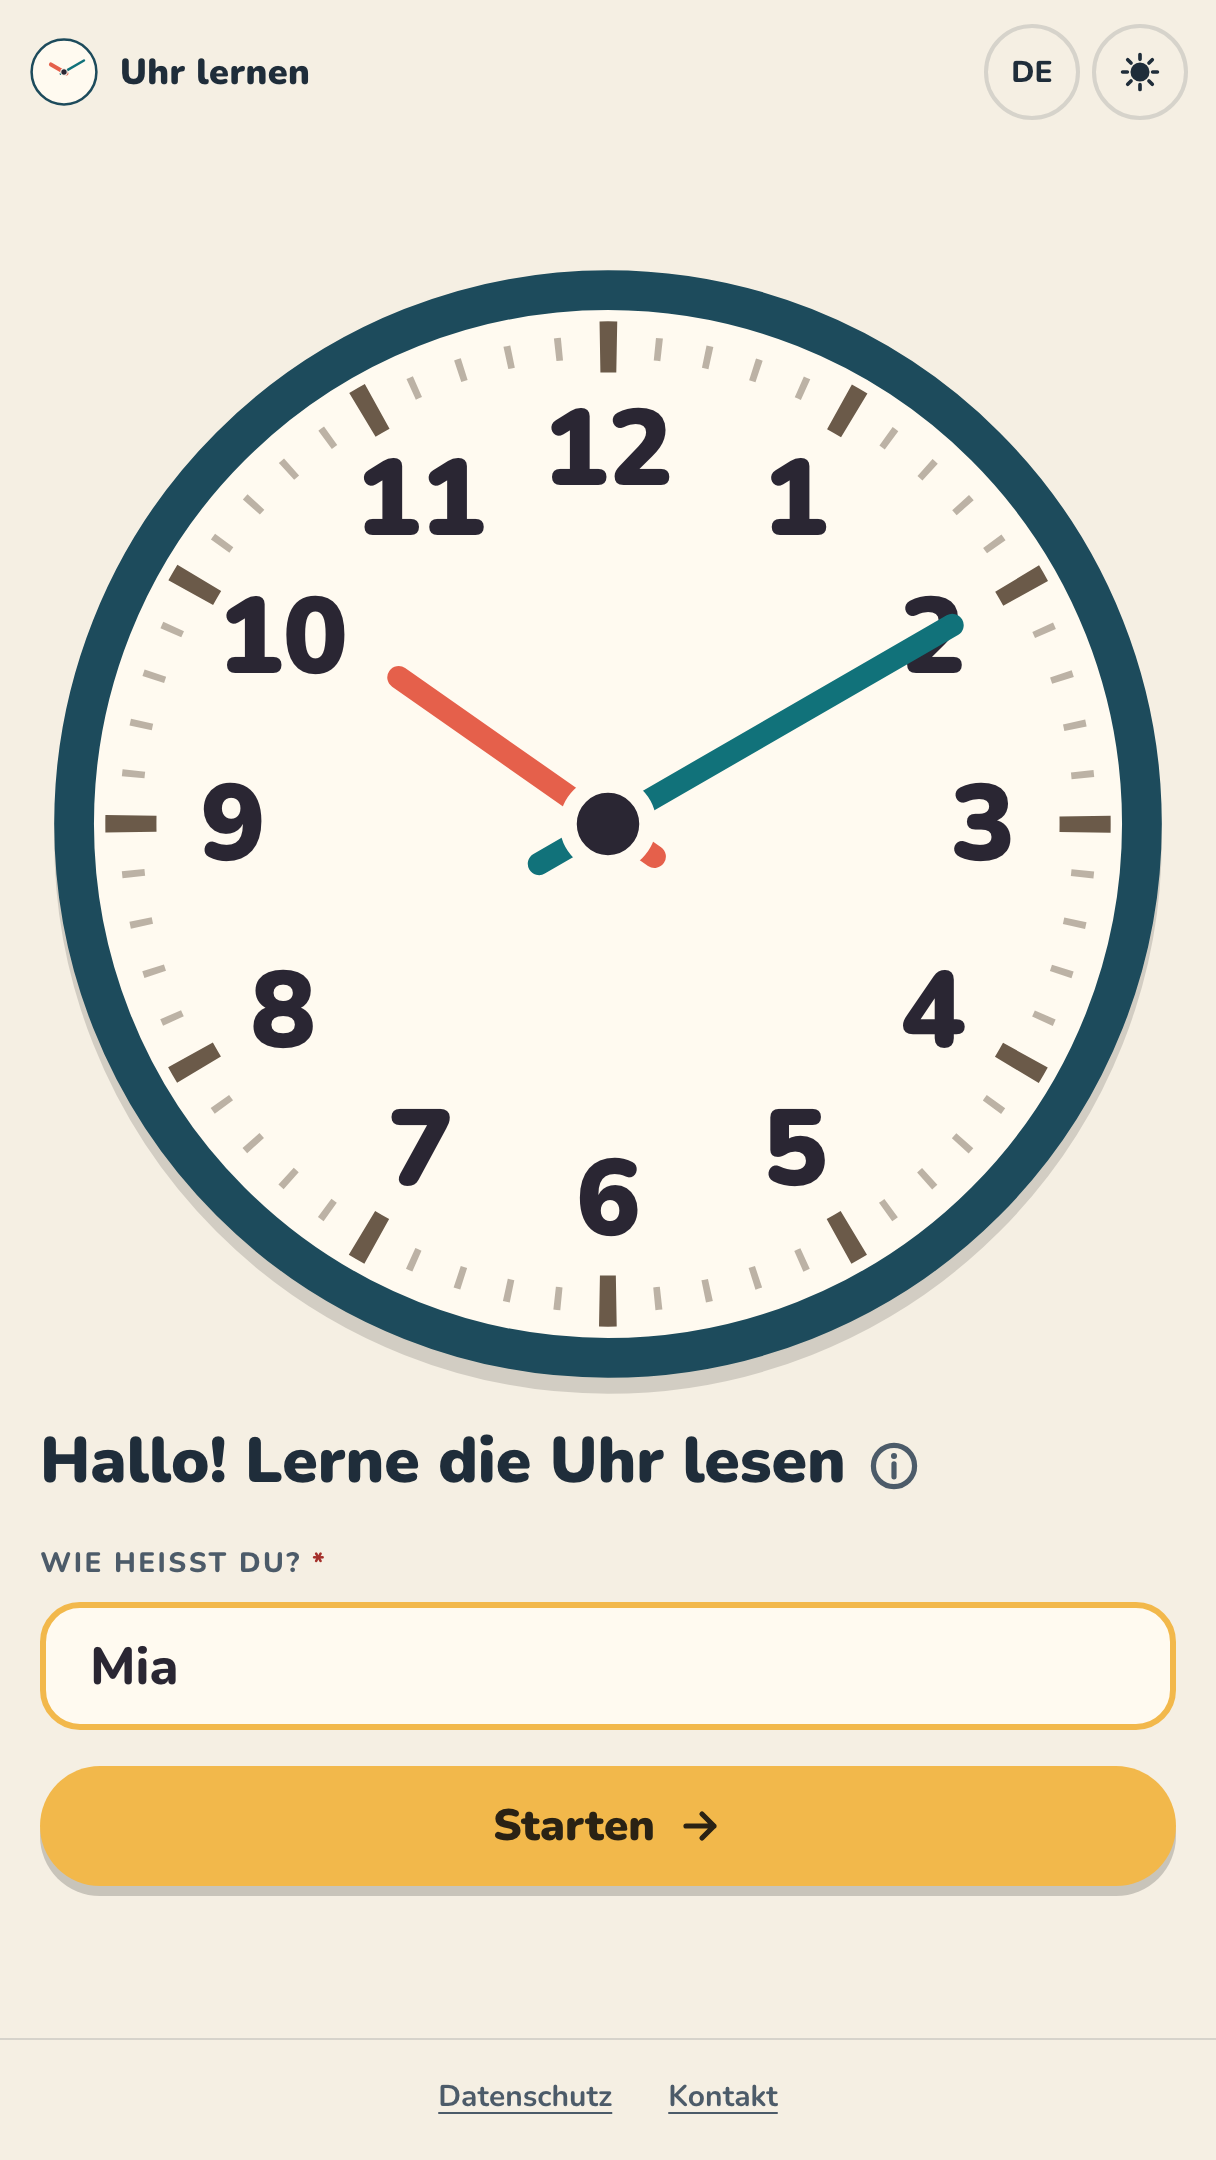 Uhr lernen
DE
12
11
1
10
2
9
3
8
4
7
5
6
Hallo! Lerne die Uhr lesen
WIE HEISST DU? *
Mia
Starten →
Datenschutz Kontakt